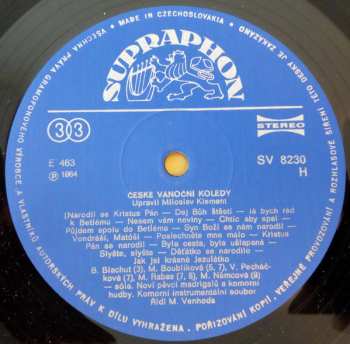 MADE IN CZECHOSLOVAKIA · VŠECHNA PRÁVA GRAMOFONOVÉHO VÝROBCE A VLASTNÍKŮ AUTORSKÝCH PRÁV K DÍLU VYHRAŽENA · POŘIZOVÁNÍ KOPIÍ, VEŘEJNÉ PROVOZOVÁNÍ A ROZHLASOVÉ ŠÍŘENÍ TÉTO DESKY JE ZAKÁZÁNO
SUPRAPHON
33
STEREO
E 463
SV 8230
℗ 1964
H
ČESKÉ VÁNOČNÍ KOLEDY
Upravil Miloslav Klement
(Narodil se Kristus Pán — Dej Bůh štěstí — Já bych rád
k Betlému — Nesem vám noviny — Chtíc aby spal —
Půjdem spolu do Betléma — Syn Boží se nám narodil —
Vondráši, Matóši — Poslechněte mne málo — Kristus
Pán se narodil — Byla cesta, byla ušlapaná —
Slyšte, slyšte — Děťátko se narodilo —
Jak jsi krásné Jezulátko
B. Blachut (3), M. Boublíková (5, 7), V. Pecháč-
ková (7), M. Rabas (7, 8), M. Němcová (9)
— sóla. Noví pěvci madrigalů a komorní
hudby. Komorní instrumentální soubor
Řídí M. Venhoda